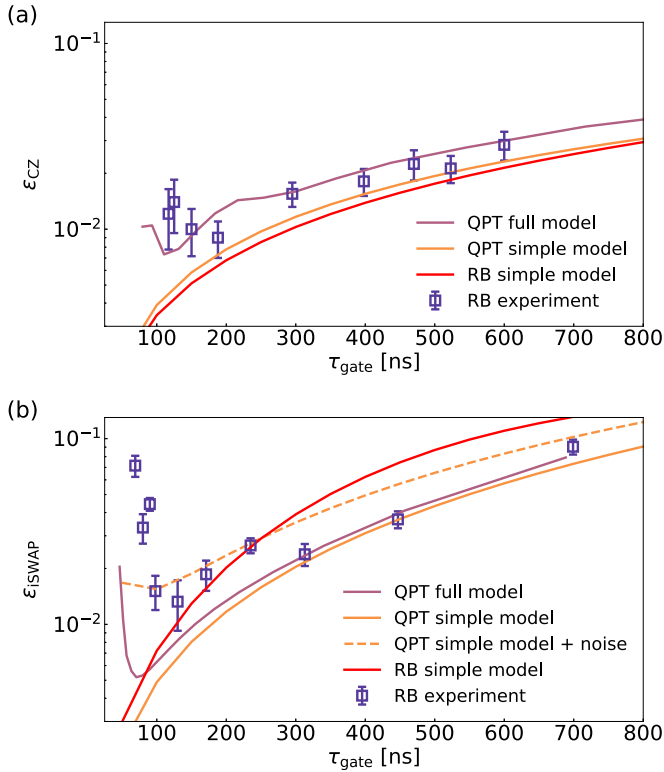 (a)
10⁻¹
10⁻²
ε_CZ
QPT full model
QPT simple model
RB simple model
RB experiment
100 200 300 400 500 600 700 800
τ_gate [ns]
(b)
10⁻¹
10⁻²
ε_iSWAP
QPT full model
QPT simple model
QPT simple model + noise
RB simple model
RB experiment
100 200 300 400 500 600 700 800
τ_gate [ns]